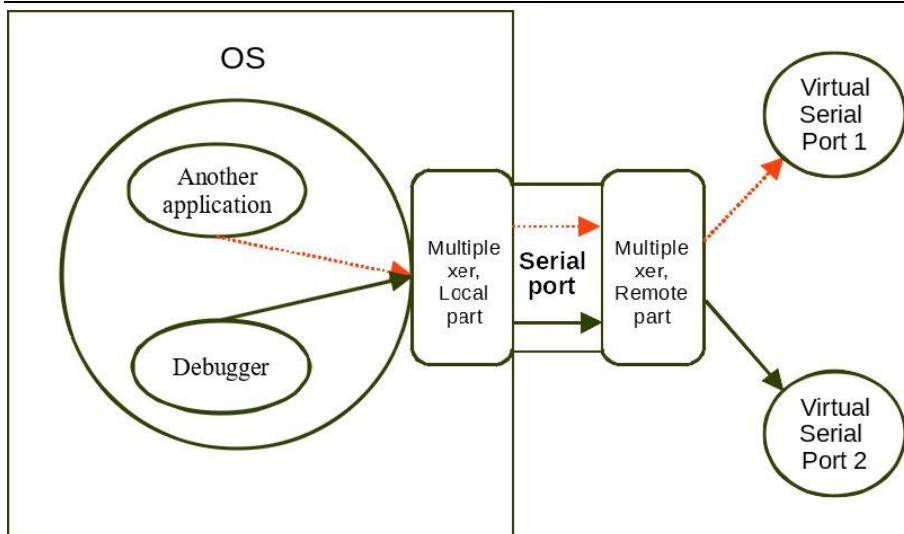 OS
Another
application
Debugger
Multiple
xer,
Local
part
Serial
port
Multiple
xer,
Remote
part
Virtual
Serial
Port 1
Virtual
Serial
Port 2